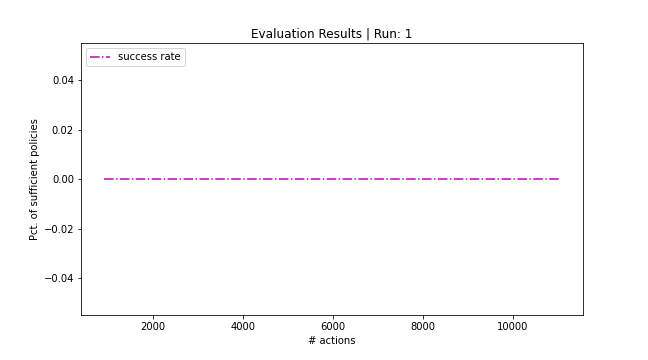 Evaluation Results | Run: 1
success rate
Pct. of sufficient policies
0.04
0.02
0.00
−0.02
−0.04
2000 4000 6000 8000 10000
# actions